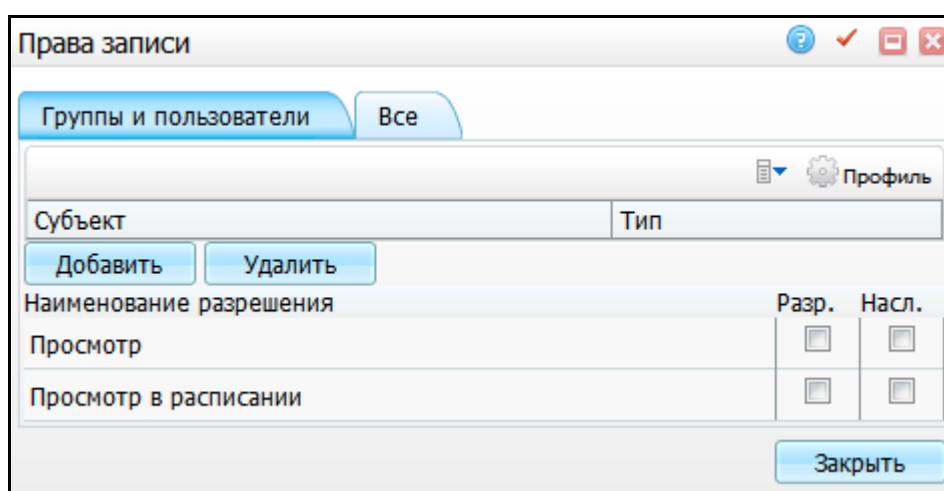 Права записи
Группы и пользователи Все
Профиль
Субъект Тип
Добавить Удалить
Наименование разрешения Разр. Насл.
Просмотр
Просмотр в расписании
Закрыть